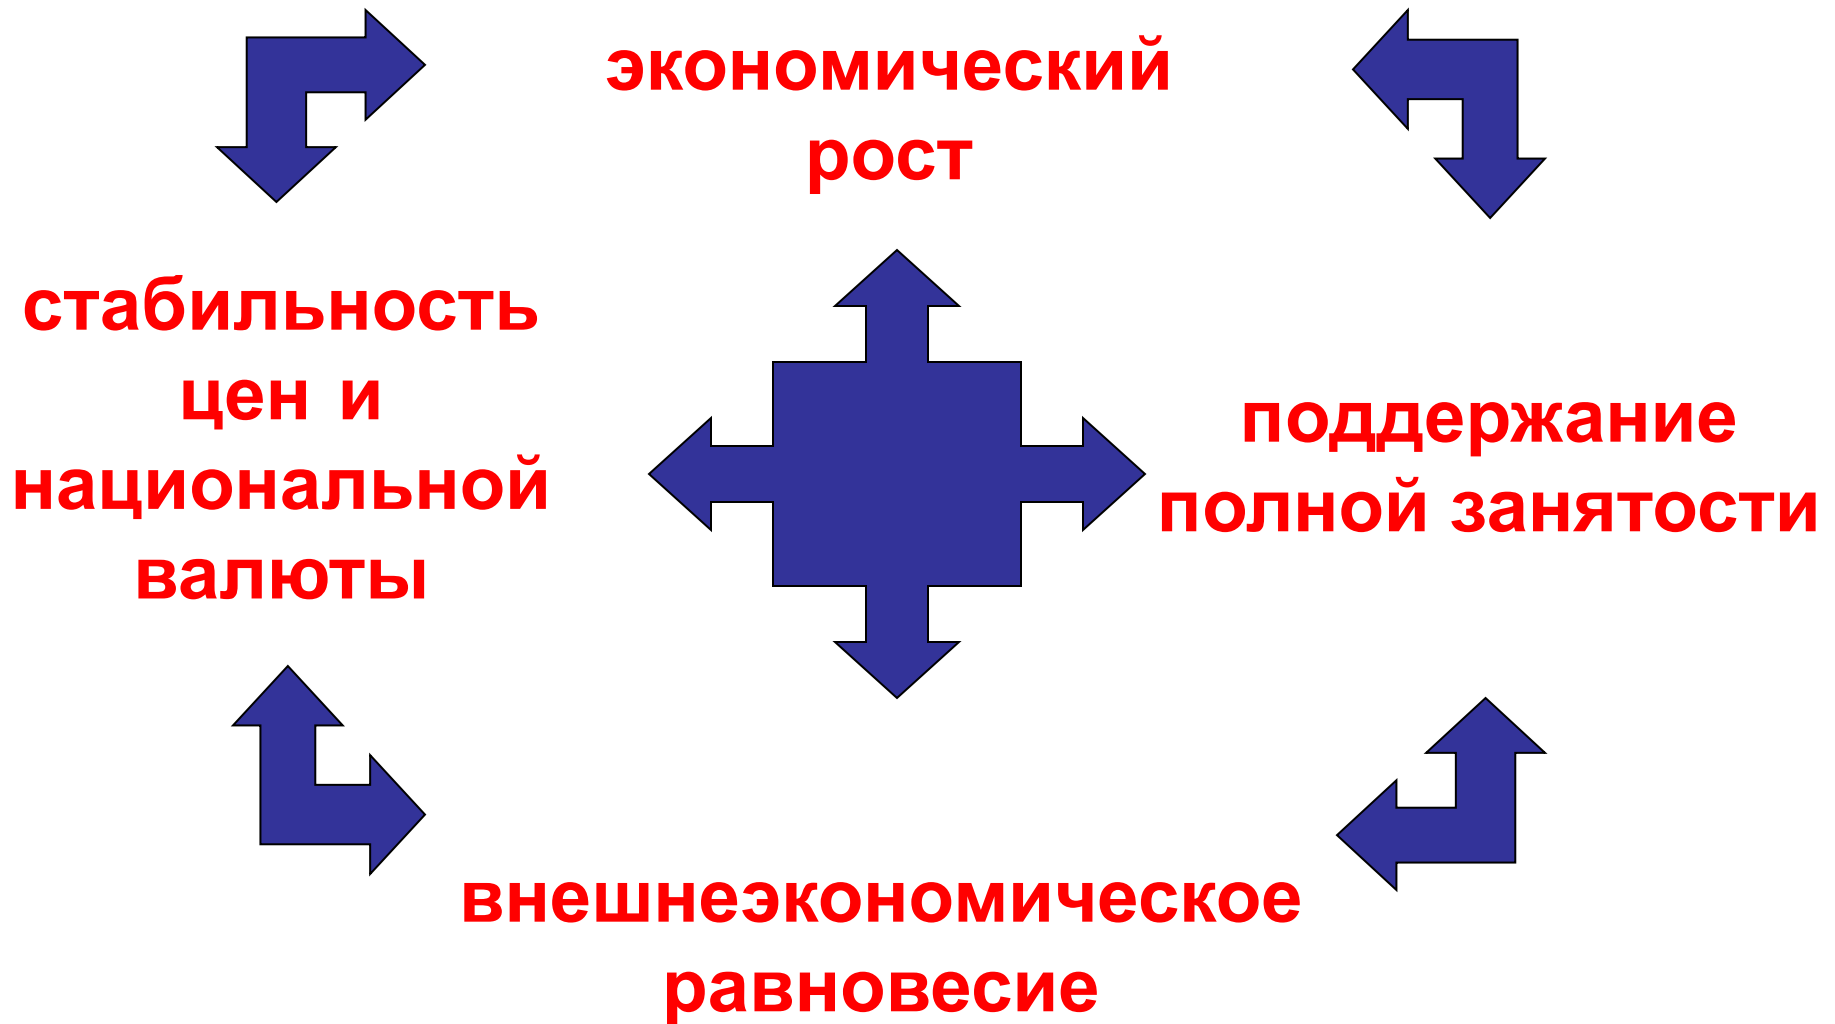 экономический
рост
стабильность
цен и
национальной
валюты
поддержание
полной занятости
внешнеэкономическое
равновесие